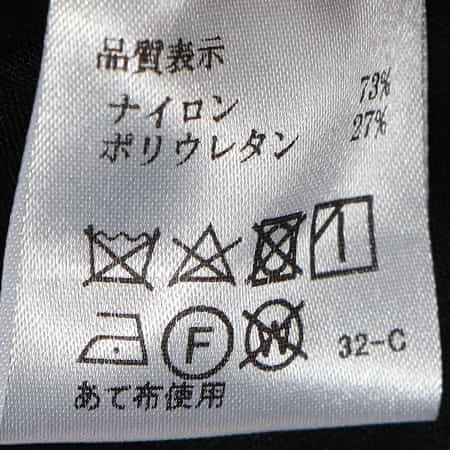 品質表示
ナイロン 73%
ポリウレタン 27%
F W 32-C
あて布使用